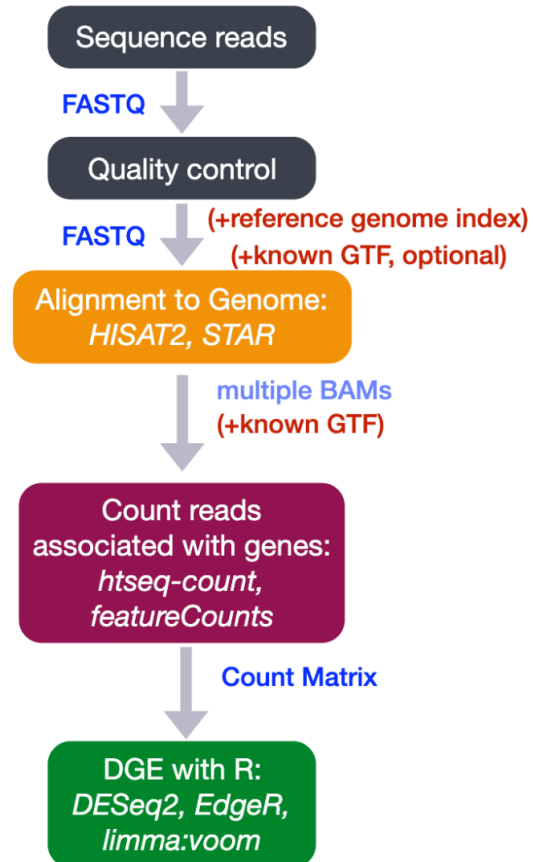 Sequence reads
FASTQ
Quality control
FASTQ
(+reference genome index)
(+known GTF, optional)
Alignment to Genome:
HISAT2, STAR
multiple BAMs
(+known GTF)
Count reads
associated with genes:
htseq-count,
featureCounts
Count Matrix
DGE with R:
DESeq2, EdgeR,
limma:voom